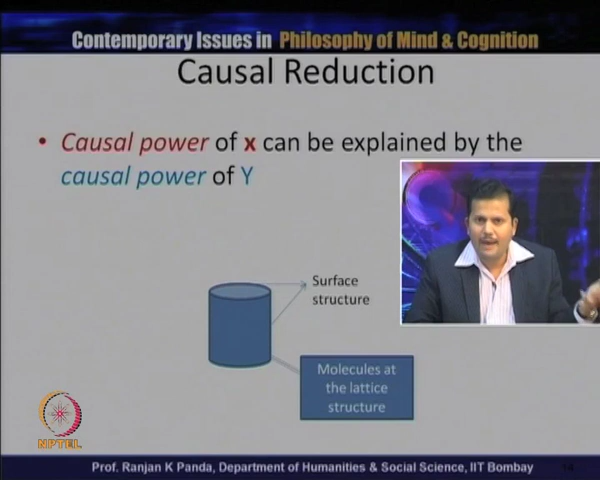 Contemporary Issues in Philosophy of Mind & Cognition
Causal Reduction
• Causal power of x can be explained by the
causal power of Y
Surface
structure
Molecules at
the lattice
structure
NPTEL
Prof. Ranjan K Panda, Department of Humanities & Social Science, IIT Bombay
14